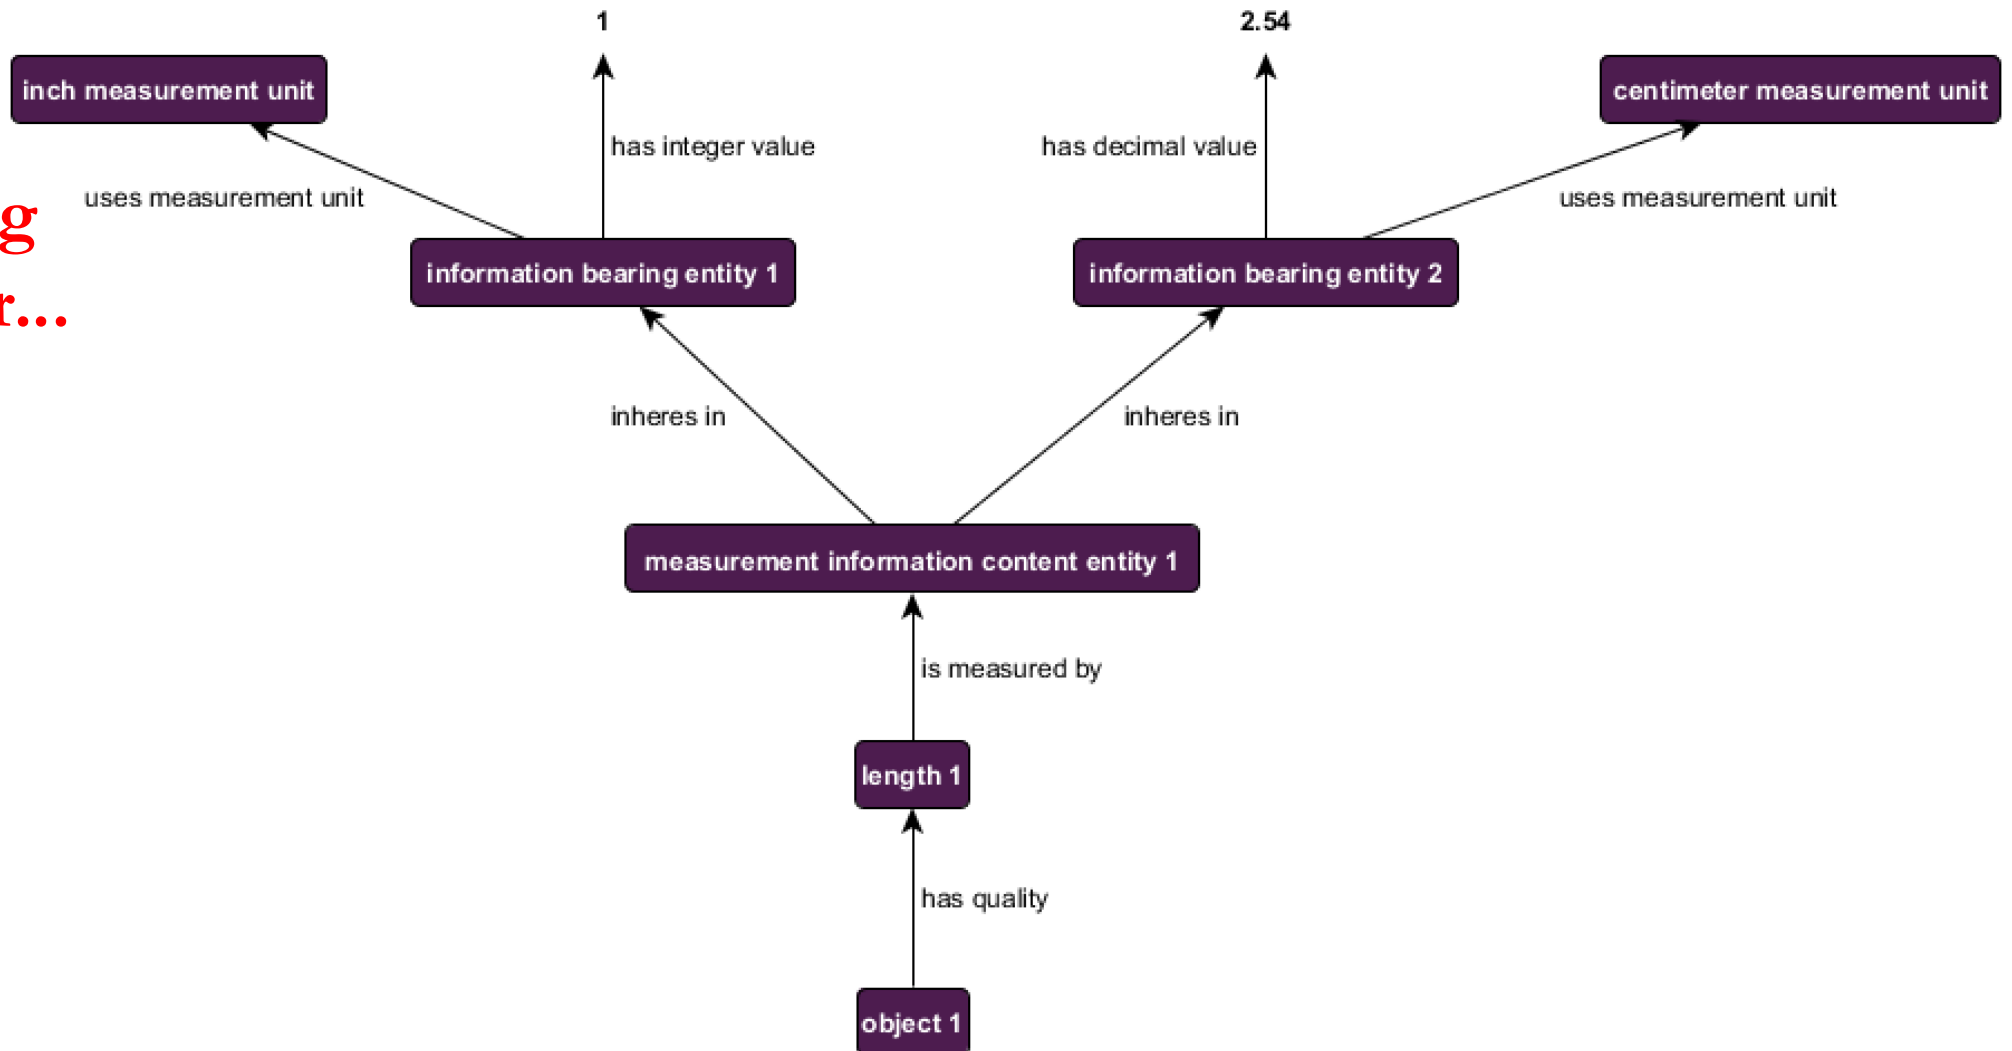 1
2.54
inch measurement unit
centimeter measurement unit
has integer value
has decimal value
uses measurement unit
uses measurement unit
information bearing entity 1
information bearing entity 2
inheres in
inheres in
measurement information content entity 1
is measured by
length 1
has quality
object 1